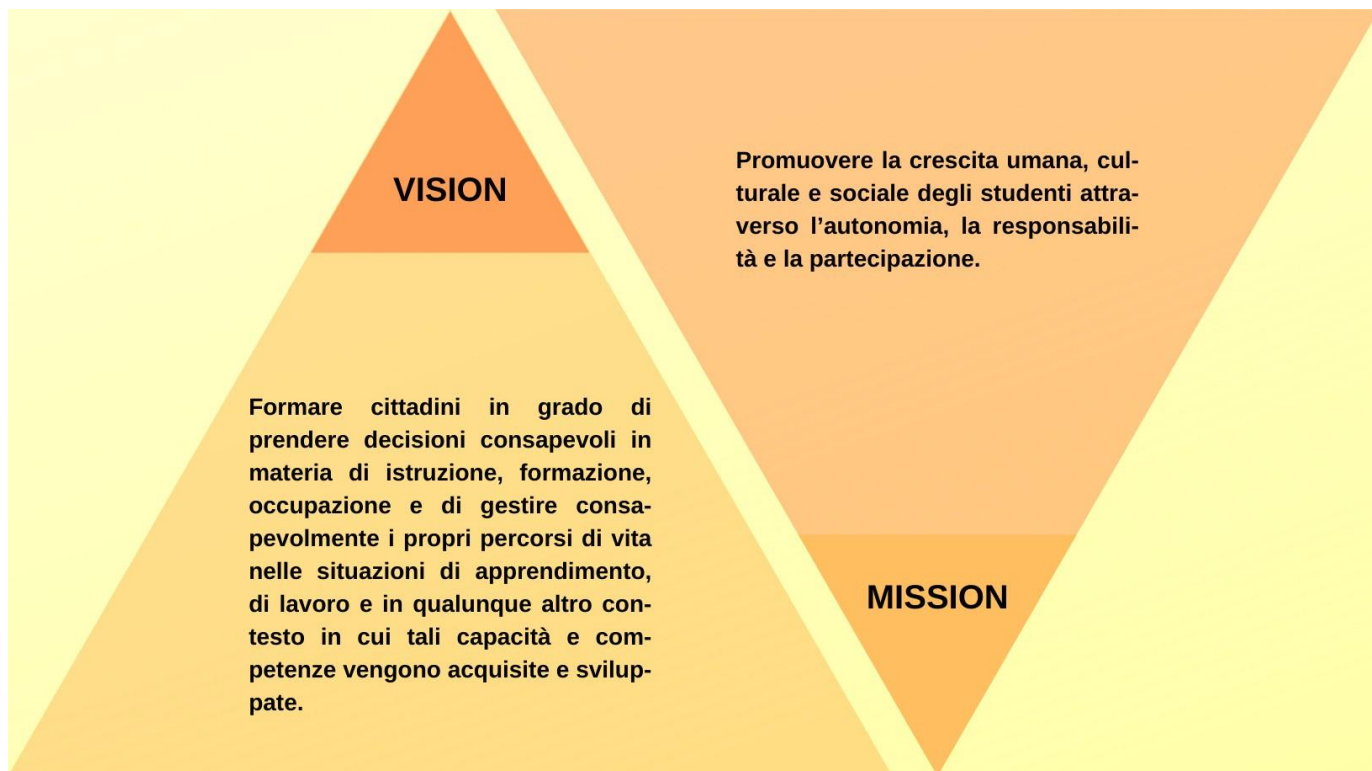 VISION
Formare cittadini in grado di
prendere decisioni consapevoli in
materia di istruzione, formazione,
occupazione e di gestire consa-
pevolmente i propri percorsi di vita
nelle situazioni di apprendimento,
di lavoro e in qualunque altro con-
testo in cui tali capacità e com-
petenze vengono acquisite e svilup-
pate.
Promuovere la crescita umana, cul-
turale e sociale degli studenti attra-
verso l’autonomia, la responsabili-
tà e la partecipazione.
MISSION